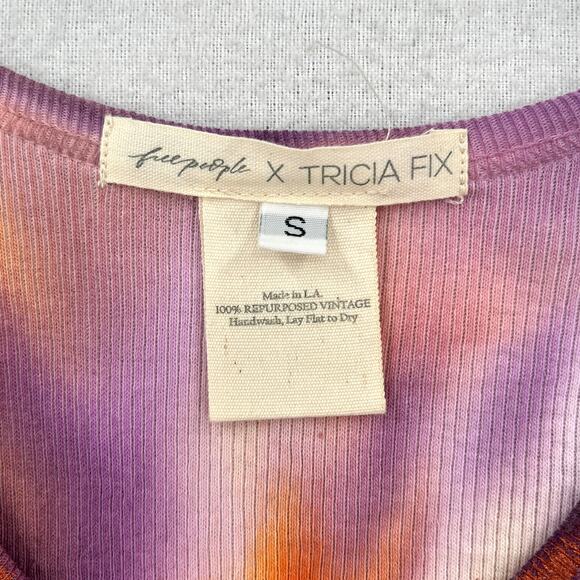 free people X TRICIA FIX
S
Made in L.A.
100% REPURPOSED VINTAGE
Handwash, Lay Flat to Dry